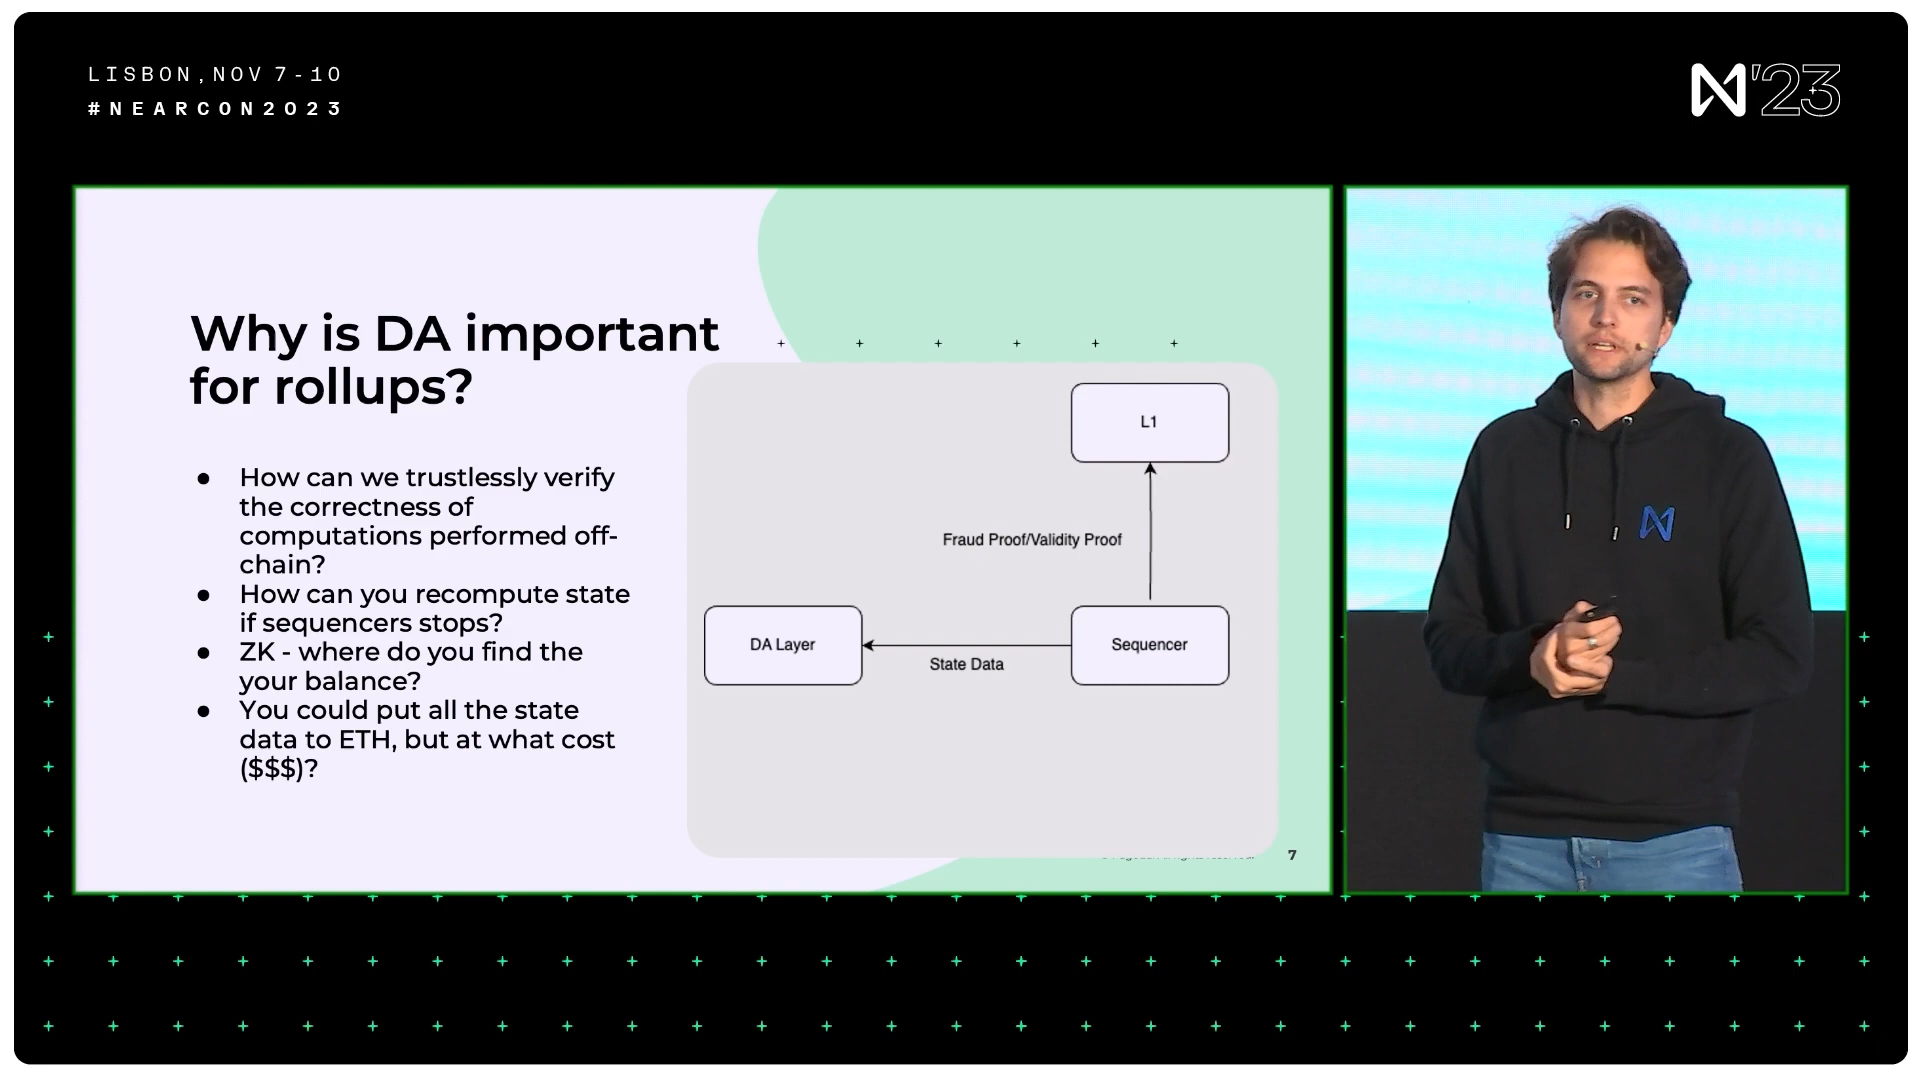 LISBON, NOV 7-10
#NEARCON2023
'23
Why is DA important
for rollups?
● How can we trustlessly verify
the correctness of
computations performed off-
chain?
● How can you recompute state
if sequencers stops?
● ZK - where do you find the
your balance?
● You could put all the state
data to ETH, but at what cost
($$$)?
L1
Fraud Proof/Validity Proof
DA Layer
State Data
Sequencer
7